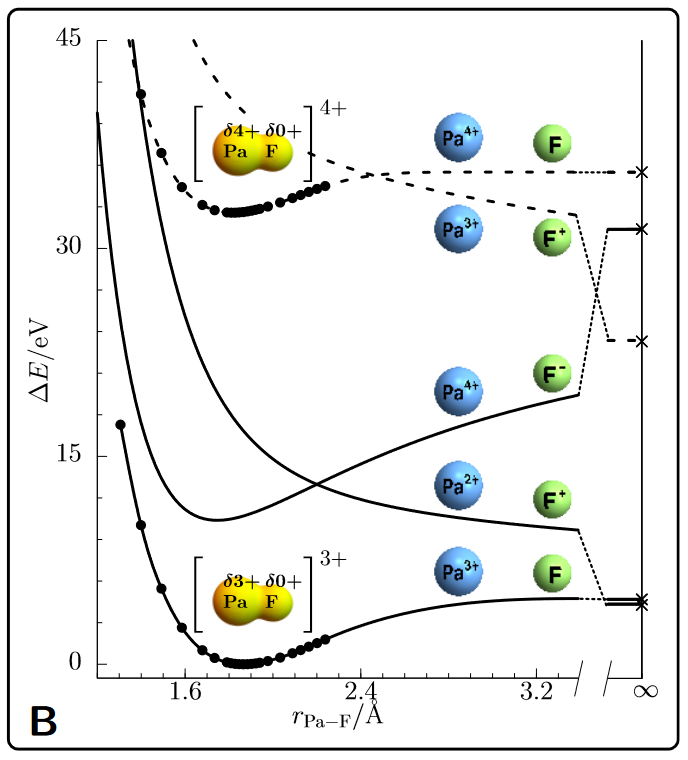 45
30
15
0
ΔE/eV
4+
δ4+ δ0+
Pa F
Pa⁴⁺ F
Pa³⁺ F⁺
Pa⁴⁺ F⁻
Pa²⁺ F⁺
3+
δ3+ δ0+
Pa F
Pa³⁺ F
1.6 2.4 3.2 ∞
r Pa−F/Å
B